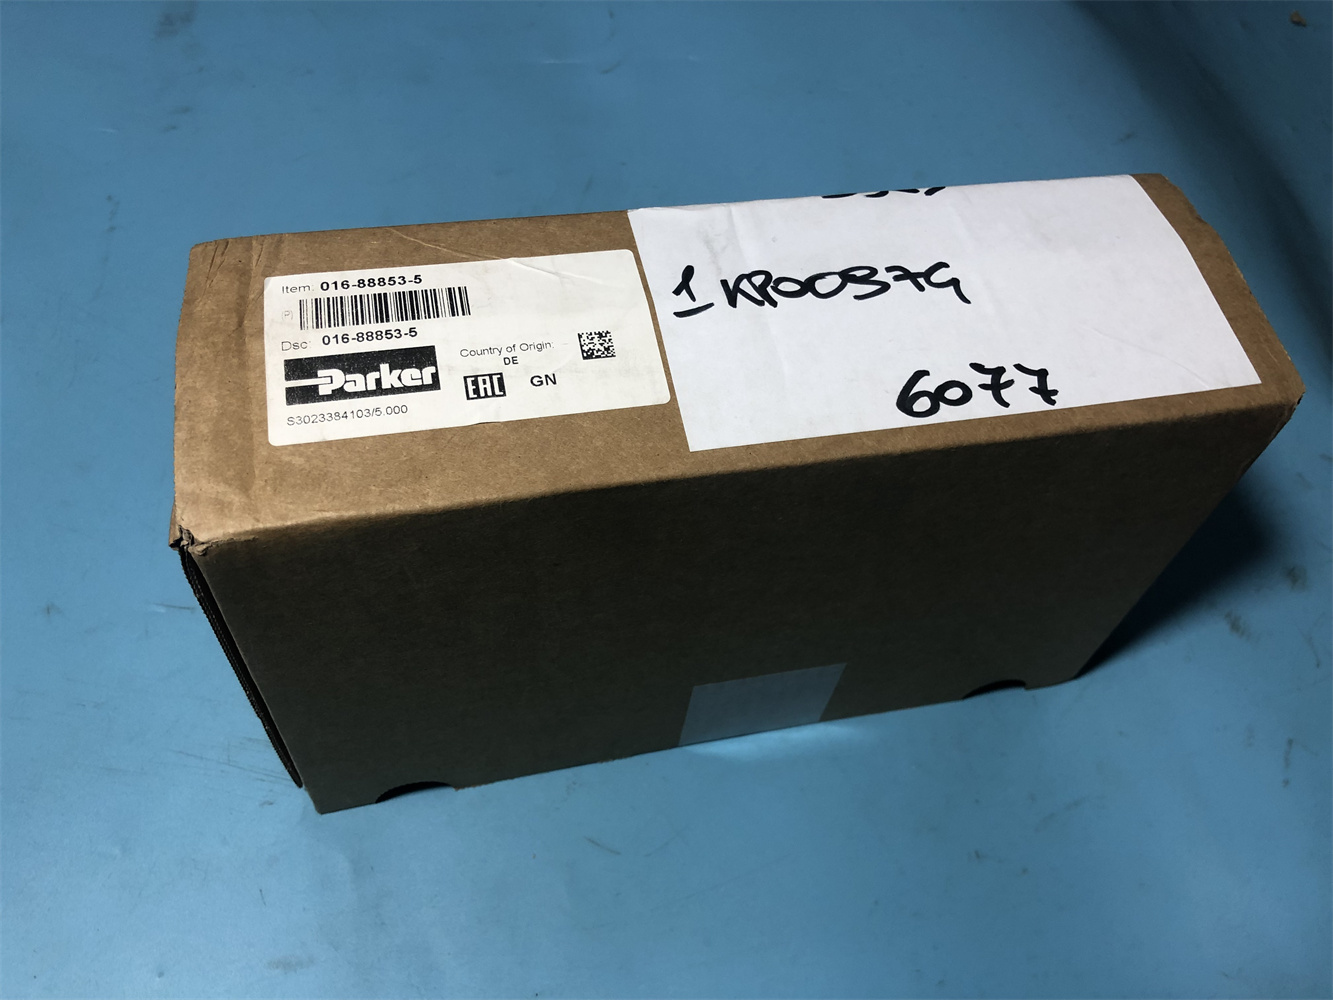 Item: 016-88853-5
(P)
Dsc: 016-88853-5
Parker
Country of Origin:
DE
EAC GN
S3023384103/5.000
1 KP00979
6077